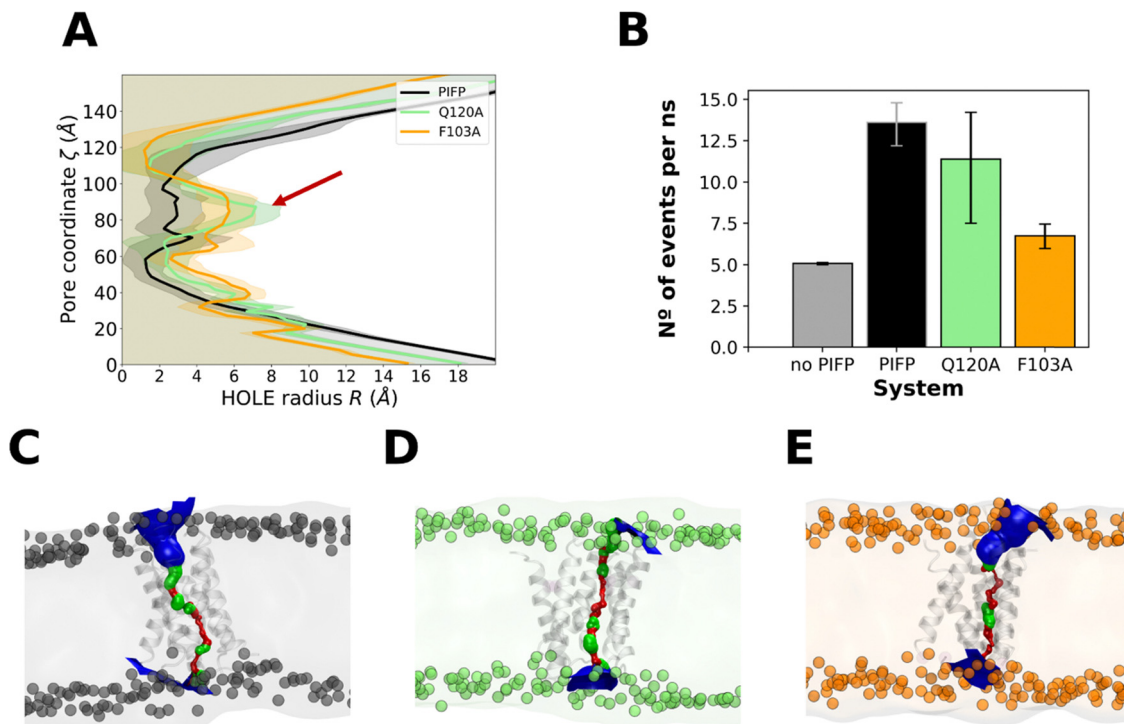 A
Pore coordinate ζ (Å)
140
120
100
80
60
40
20
0
PIFP
Q120A
F103A
0 2 4 6 8 10 12 14 16 18
HOLE radius R (Å)
B
Nº of events per ns
15.0
12.5
10.0
7.5
5.0
2.5
0.0
no PIFP PIFP Q120A F103A
System
C
D
E